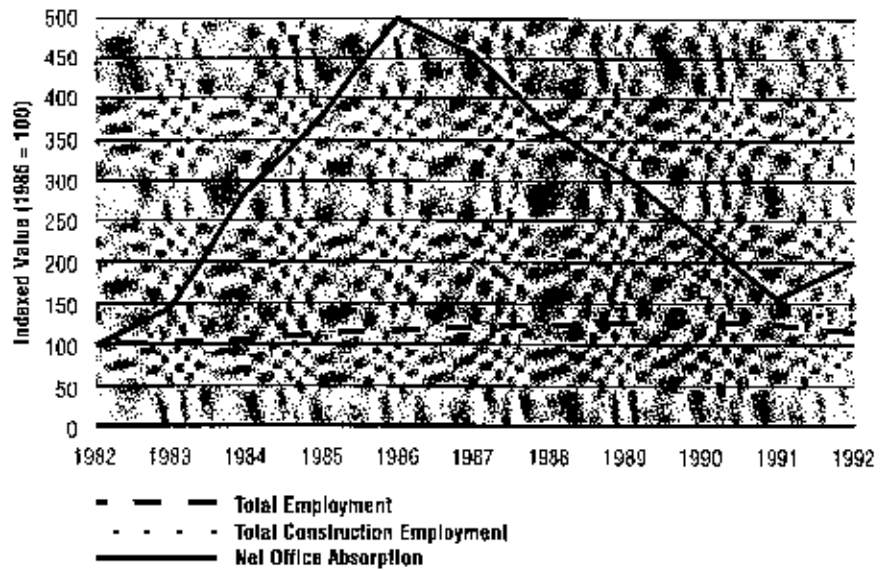 500
450
400
350
300
250
200
150
100
50
0
Indexed Value (1986 = 100)
1982 1983 1984 1985 1986 1987 1988 1989 1990 1991 1992
Total Employment
Total Construction Employment
Net Office Absorption